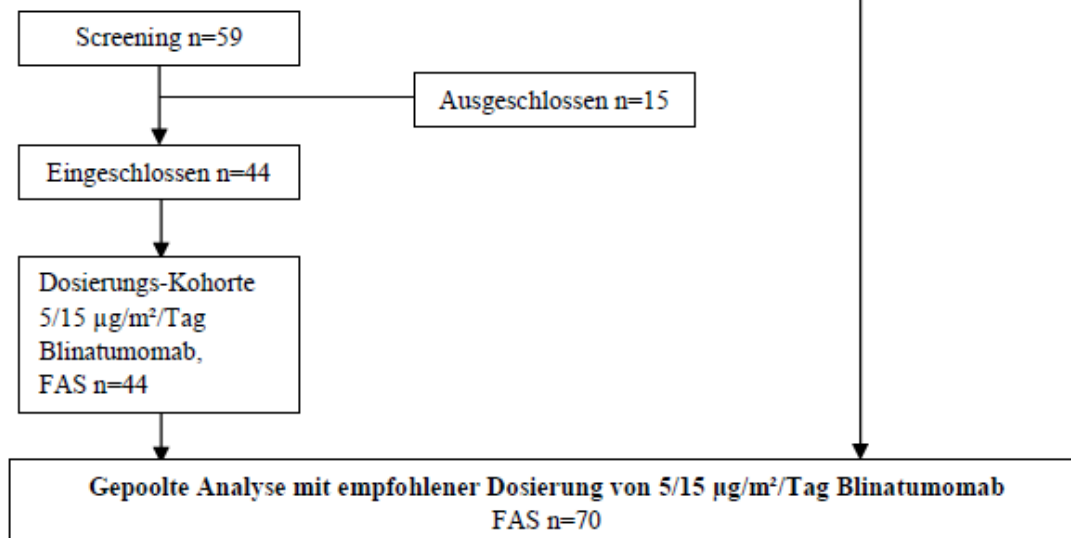 Screening n=59
Ausgeschlossen n=15
Eingeschlossen n=44
Dosierungs-Kohorte
5/15 µg/m²/Tag
Blinatumomab,
FAS n=44
Gepoolte Analyse mit empfohlener Dosierung von 5/15 µg/m²/Tag Blinatumomab
FAS n=70